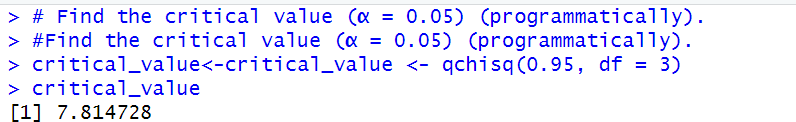 > # Find the critical value (α = 0.05) (programmatically).
> #Find the critical value (α = 0.05) (programmatically).
> critical_value<-critical_value <- qchisq(0.95, df = 3)
> critical_value
[1] 7.814728